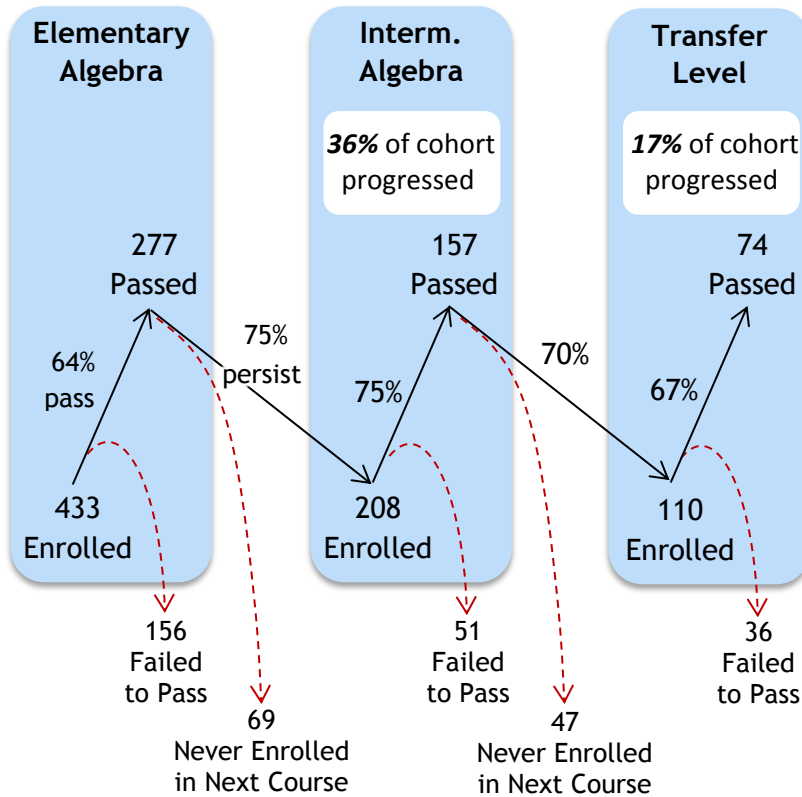 Elementary
Algebra
Interm.
Algebra
Transfer
Level
36% of cohort
progressed
17% of cohort
progressed
277
Passed
157
Passed
74
Passed
64%
pass
75%
persist
75%
70%
67%
433
Enrolled
208
Enrolled
110
Enrolled
156
Failed
to Pass
51
Failed
to Pass
36
Failed
to Pass
69
Never Enrolled
in Next Course
47
Never Enrolled
in Next Course